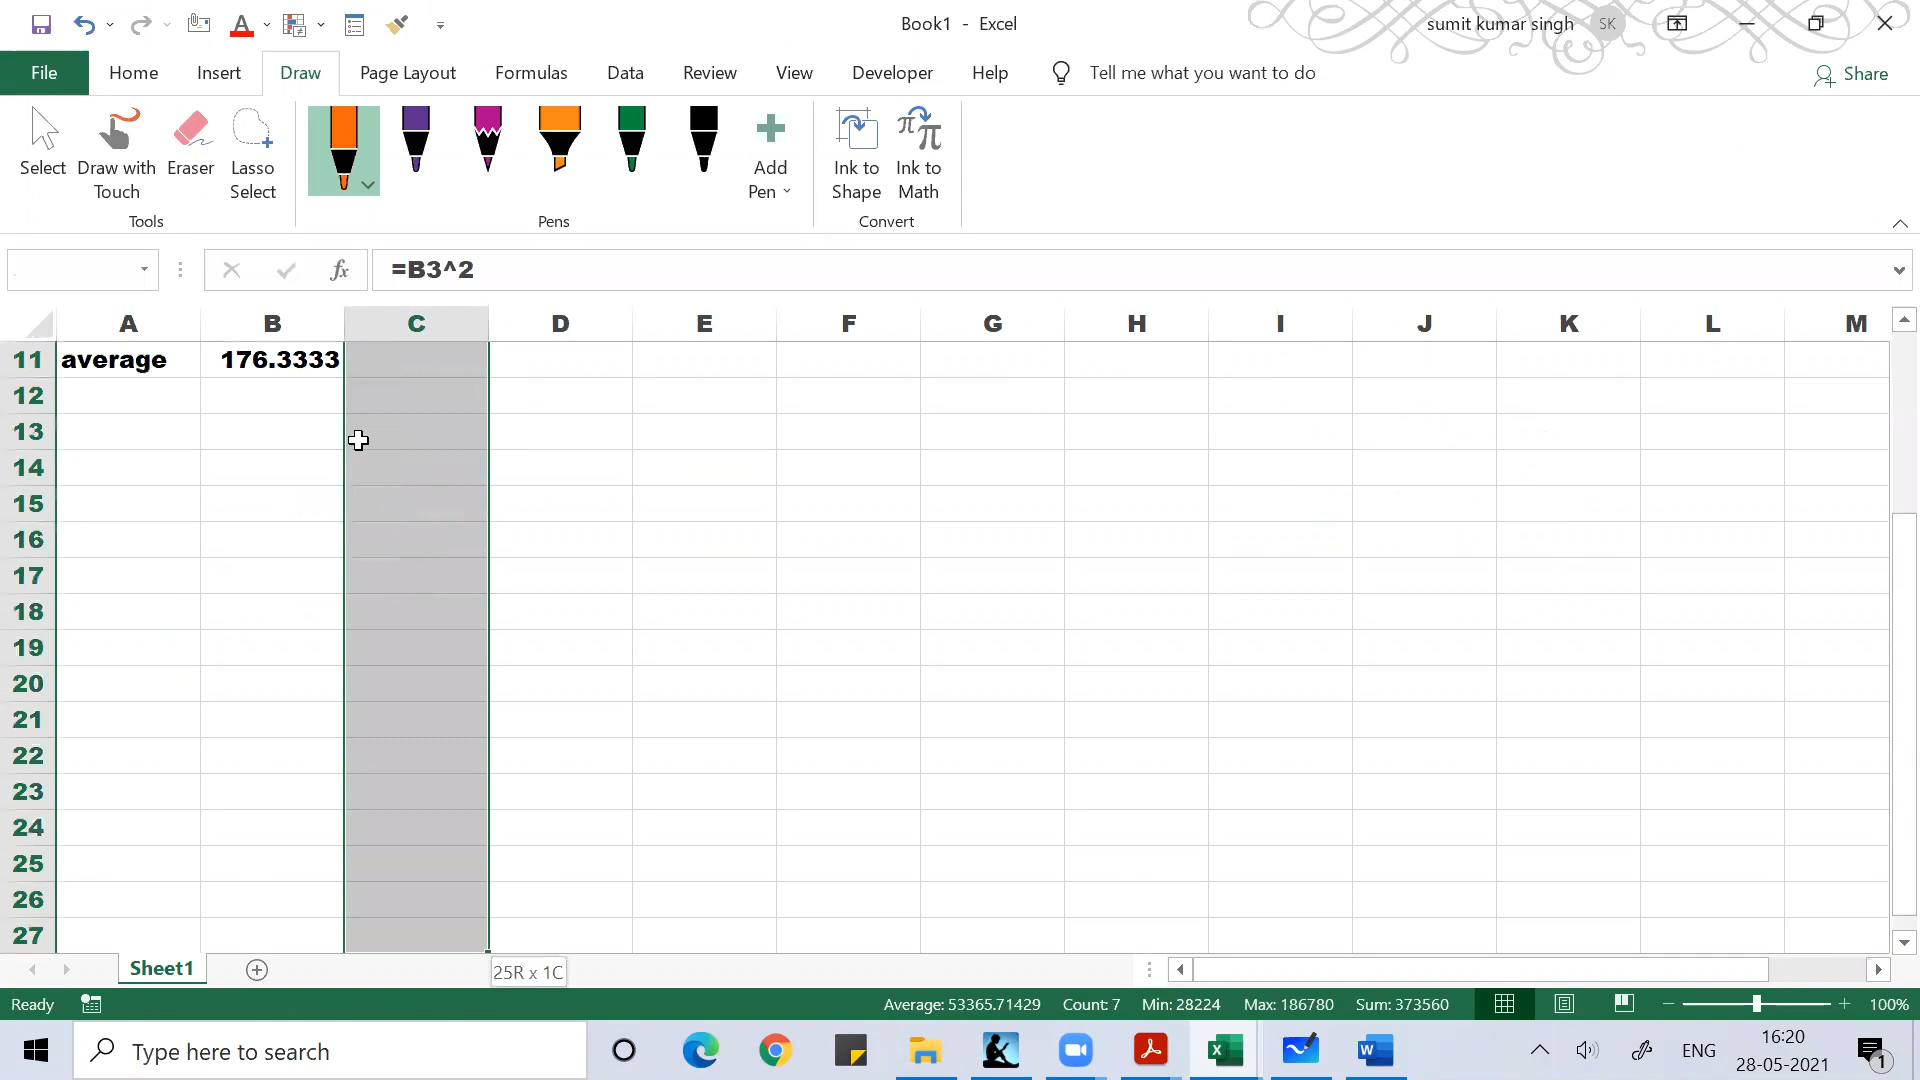 Book1 - Excel
sumit kumar singh SK
File Home Insert Draw Page Layout Formulas Data Review View Developer Help Tell me what you want to do Share
Select Draw with Touch Eraser Lasso Select
Add Pen
Ink to Shape Ink to Math
Tools Pens Convert
fx =B3^2
A B C D E F G H I J K L M
11 average 176.3333
12
13
14
15
16
17
18
19
20
21
22
23
24
25
26
27
Sheet1 25R x 1C
Ready Average: 53365.71429 Count: 7 Min: 28224 Max: 186780 Sum: 373560 100%
Type here to search ENG 16:20
28-05-2021 1